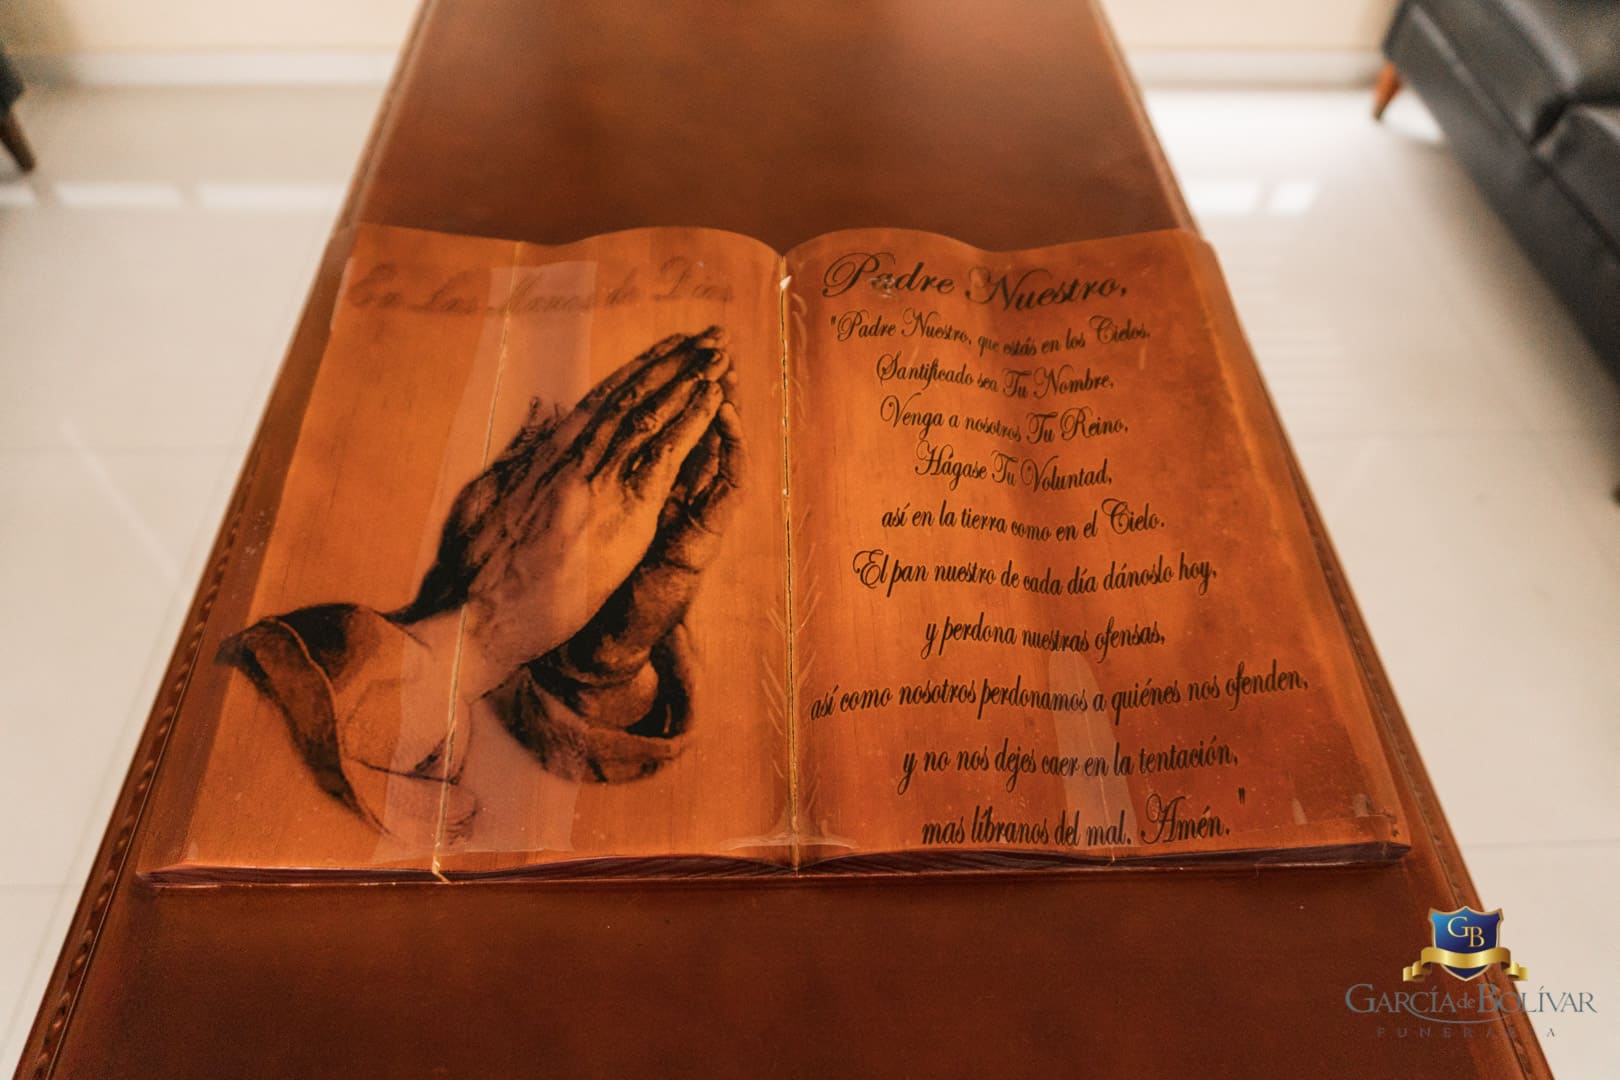 En Las Manos de Dios
Padre Nuestro,
"Padre Nuestro, que estás en los Cielos.
Santificado sea Tu Nombre,
Venga a nosotros Tu Reino,
Hágase Tu Voluntad,
así en la tierra como en el Cielo.
El pan nuestro de cada día dánoslo hoy,
y perdona nuestras ofensas,
así como nosotros perdonamos a quiénes nos ofenden,
y no nos dejes caer en la tentación,
mas líbranos del mal. Amén."
GB
GARCÍA de BOLÍVAR
FUNERARIA